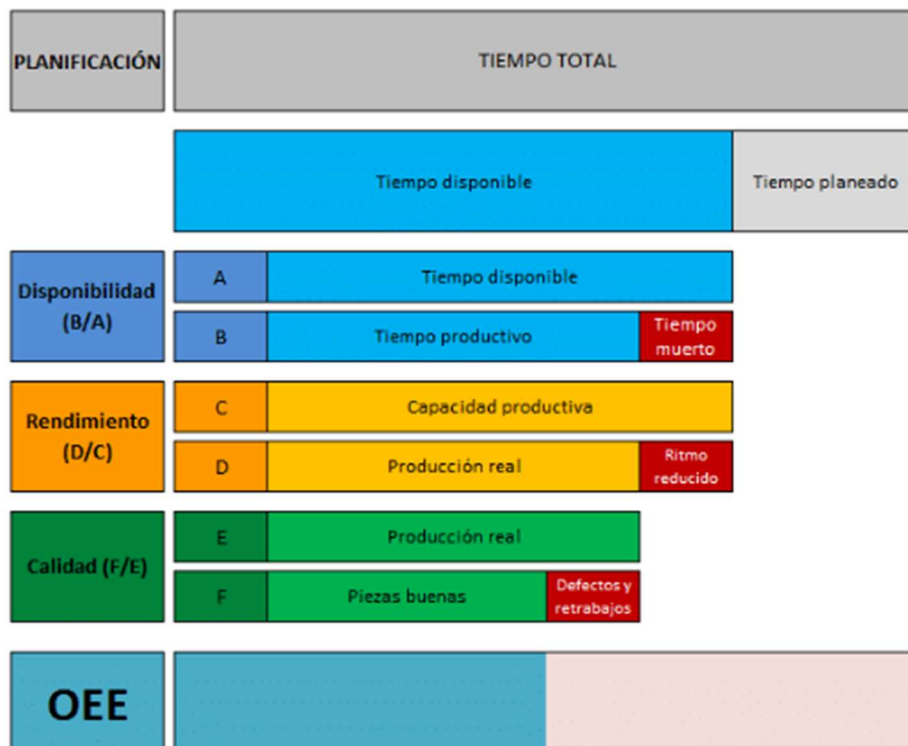 PLANIFICACIÓN
TIEMPO TOTAL
Tiempo disponible
Tiempo planeado
Disponibilidad
(B/A)
A
Tiempo disponible
B
Tiempo productivo
Tiempo
muerto
Rendimiento
(D/C)
C
Capacidad productiva
D
Producción real
Ritmo
reducido
Calidad (F/E)
E
Producción real
F
Piezas buenas
Defectos y
retrabajos
OEE